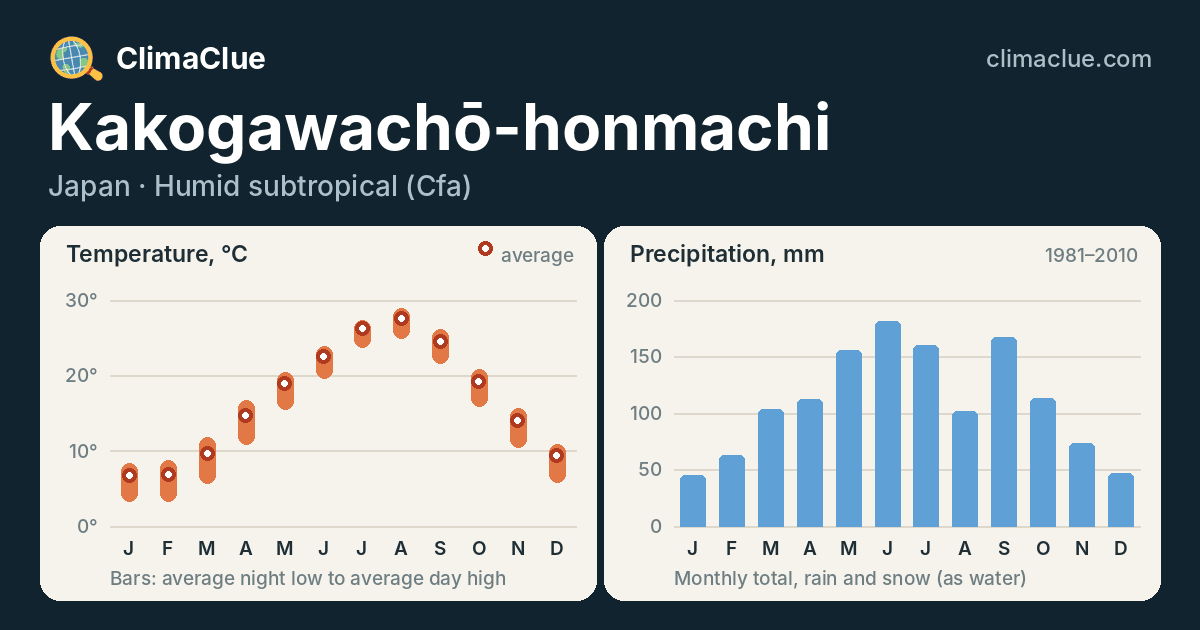 ClimaClue
climaclue.com
Kakogawachō-honmachi
Japan · Humid subtropical (Cfa)
Temperature, °C
average
30°
20°
10°
0°
J F M A M J J A S O N D
Bars: average night low to average day high
Precipitation, mm
1981–2010
200
150
100
50
0
J F M A M J J A S O N D
Monthly total, rain and snow (as water)